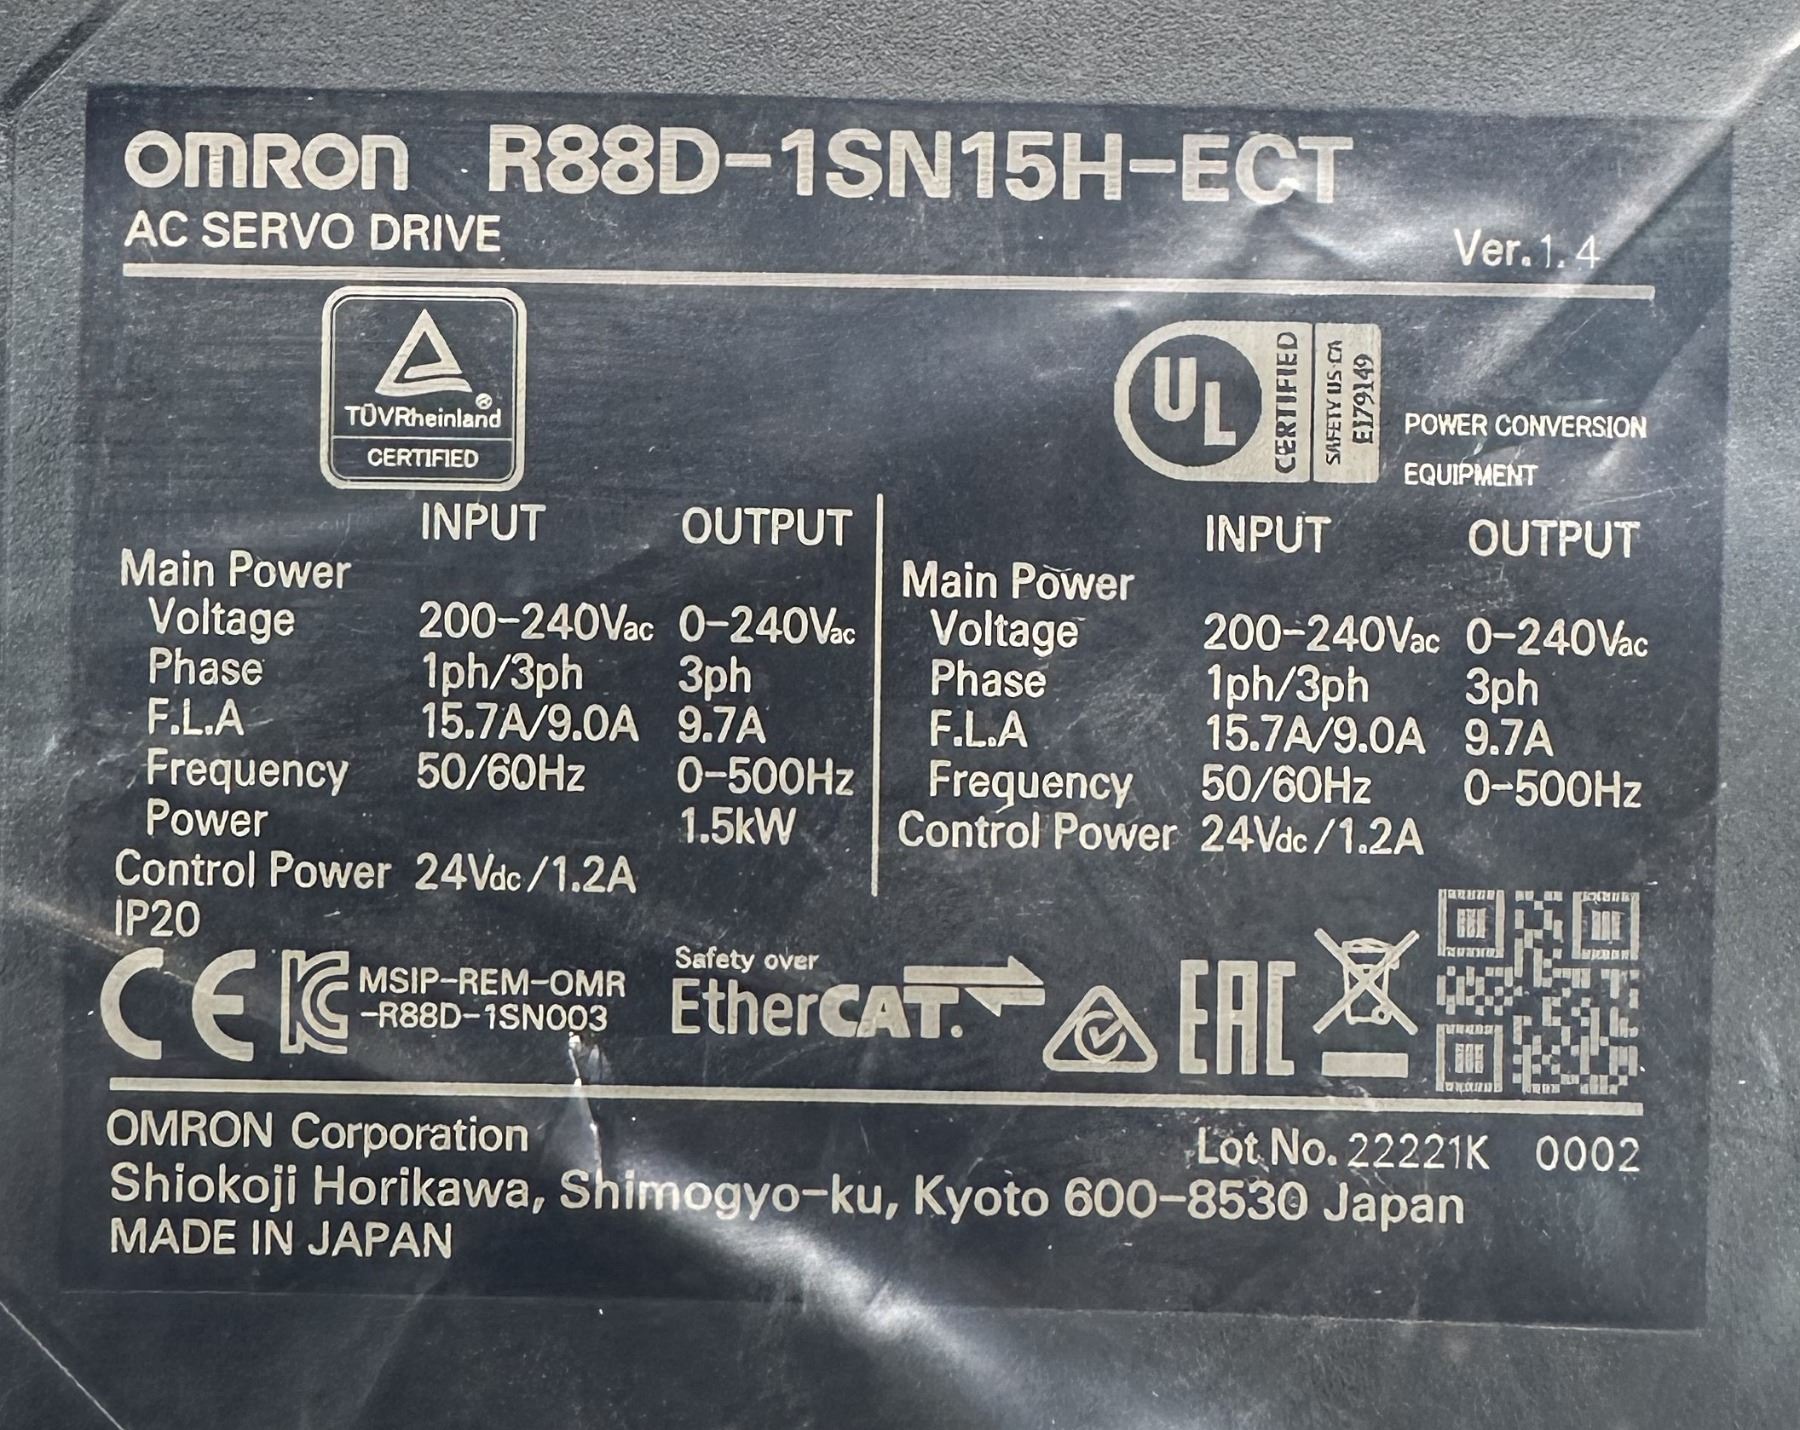 OMRON R88D-1SN15H-ECT
AC SERVO DRIVE
Ver.1.4
TÜVRheinland®
CERTIFIED
UL
CERTIFIED
SAFETY US CA
E179149
POWER CONVERSION
EQUIPMENT
INPUT OUTPUT
Main Power
Voltage 200-240Vac 0-240Vac
Phase 1ph/3ph 3ph
F.L.A 15.7A/9.0A 9.7A
Frequency 50/60Hz 0-500Hz
Power 1.5kW
Control Power 24Vdc/1.2A
IP20
INPUT OUTPUT
Main Power
Voltage 200-240Vac 0-240Vac
Phase 1ph/3ph 3ph
F.L.A 15.7A/9.0A 9.7A
Frequency 50/60Hz 0-500Hz
Control Power 24Vdc/1.2A
CE
KC
MSIP-REM-OMR
-R88D-1SN003
Safety over
EtherCAT.
EAC
OMRON Corporation
Lot No. 22221K 0002
Shiokoji Horikawa, Shimogyo-ku, Kyoto 600-8530 Japan
MADE IN JAPAN